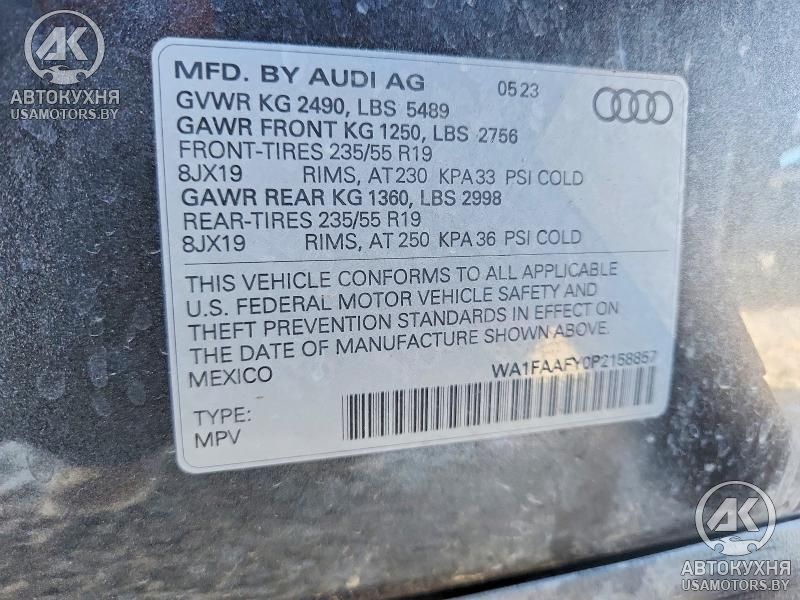 AK
АВТОКУХНЯ
USAMOTORS.BY
MFD. BY AUDI AG 0523
GVWR KG 2490, LBS 5489
GAWR FRONT KG 1250, LBS 2756
FRONT-TIRES 235/55 R19
8JX19 RIMS, AT 230 KPA 33 PSI COLD
GAWR REAR KG 1360, LBS 2998
REAR-TIRES 235/55 R19
8JX19 RIMS, AT 250 KPA 36 PSI COLD
THIS VEHICLE CONFORMS TO ALL APPLICABLE
U.S. FEDERAL MOTOR VEHICLE SAFETY AND
THEFT PREVENTION STANDARDS IN EFFECT ON
THE DATE OF MANUFACTURE SHOWN ABOVE.
MEXICO
WA1FAAFY0P2158857
TYPE:
MPV
AK
АВТОКУХНЯ
USAMOTORS.BY